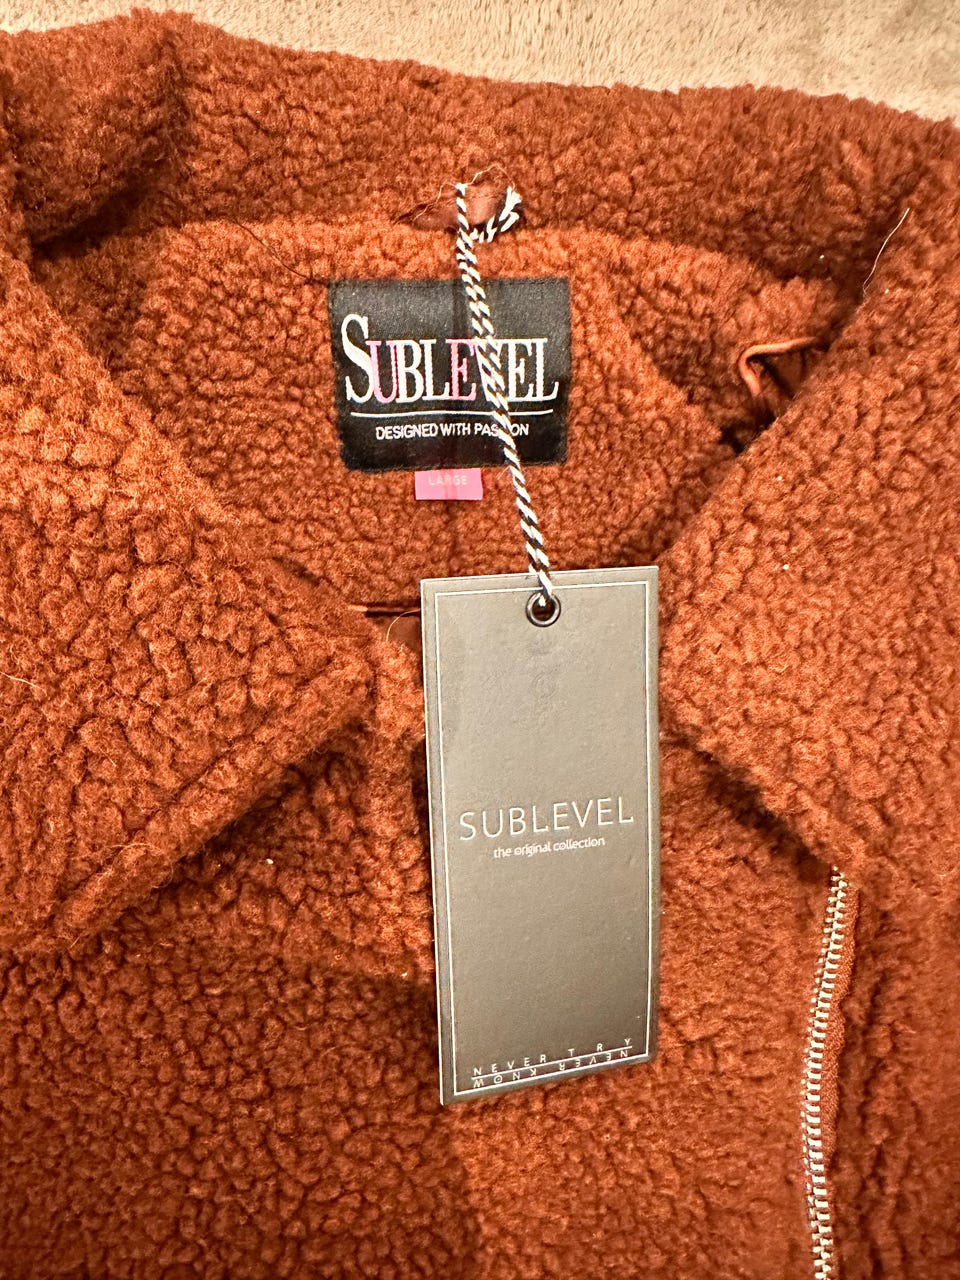 SUBLEVEL
DESIGNED WITH PASSION
LARGE
SUBLEVEL
the original collection
NEVER TRY
NEVER KNOW